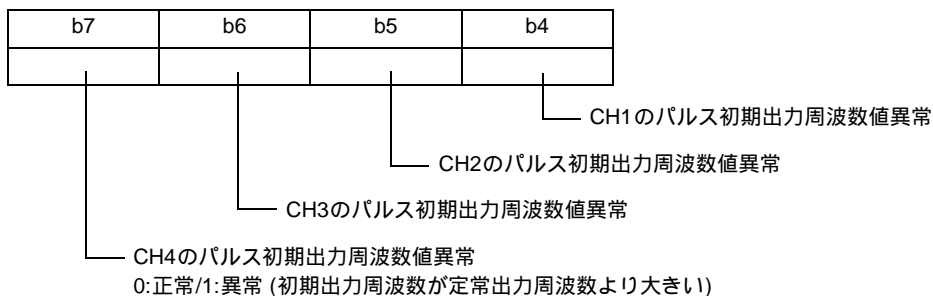 b7 b6 b5 b4
CH1のパルス初期出力周波数値異常
CH2のパルス初期出力周波数値異常
CH3のパルス初期出力周波数値異常
CH4のパルス初期出力周波数値異常
0:正常/1:異常 (初期出力周波数が定常出力周波数より大きい)